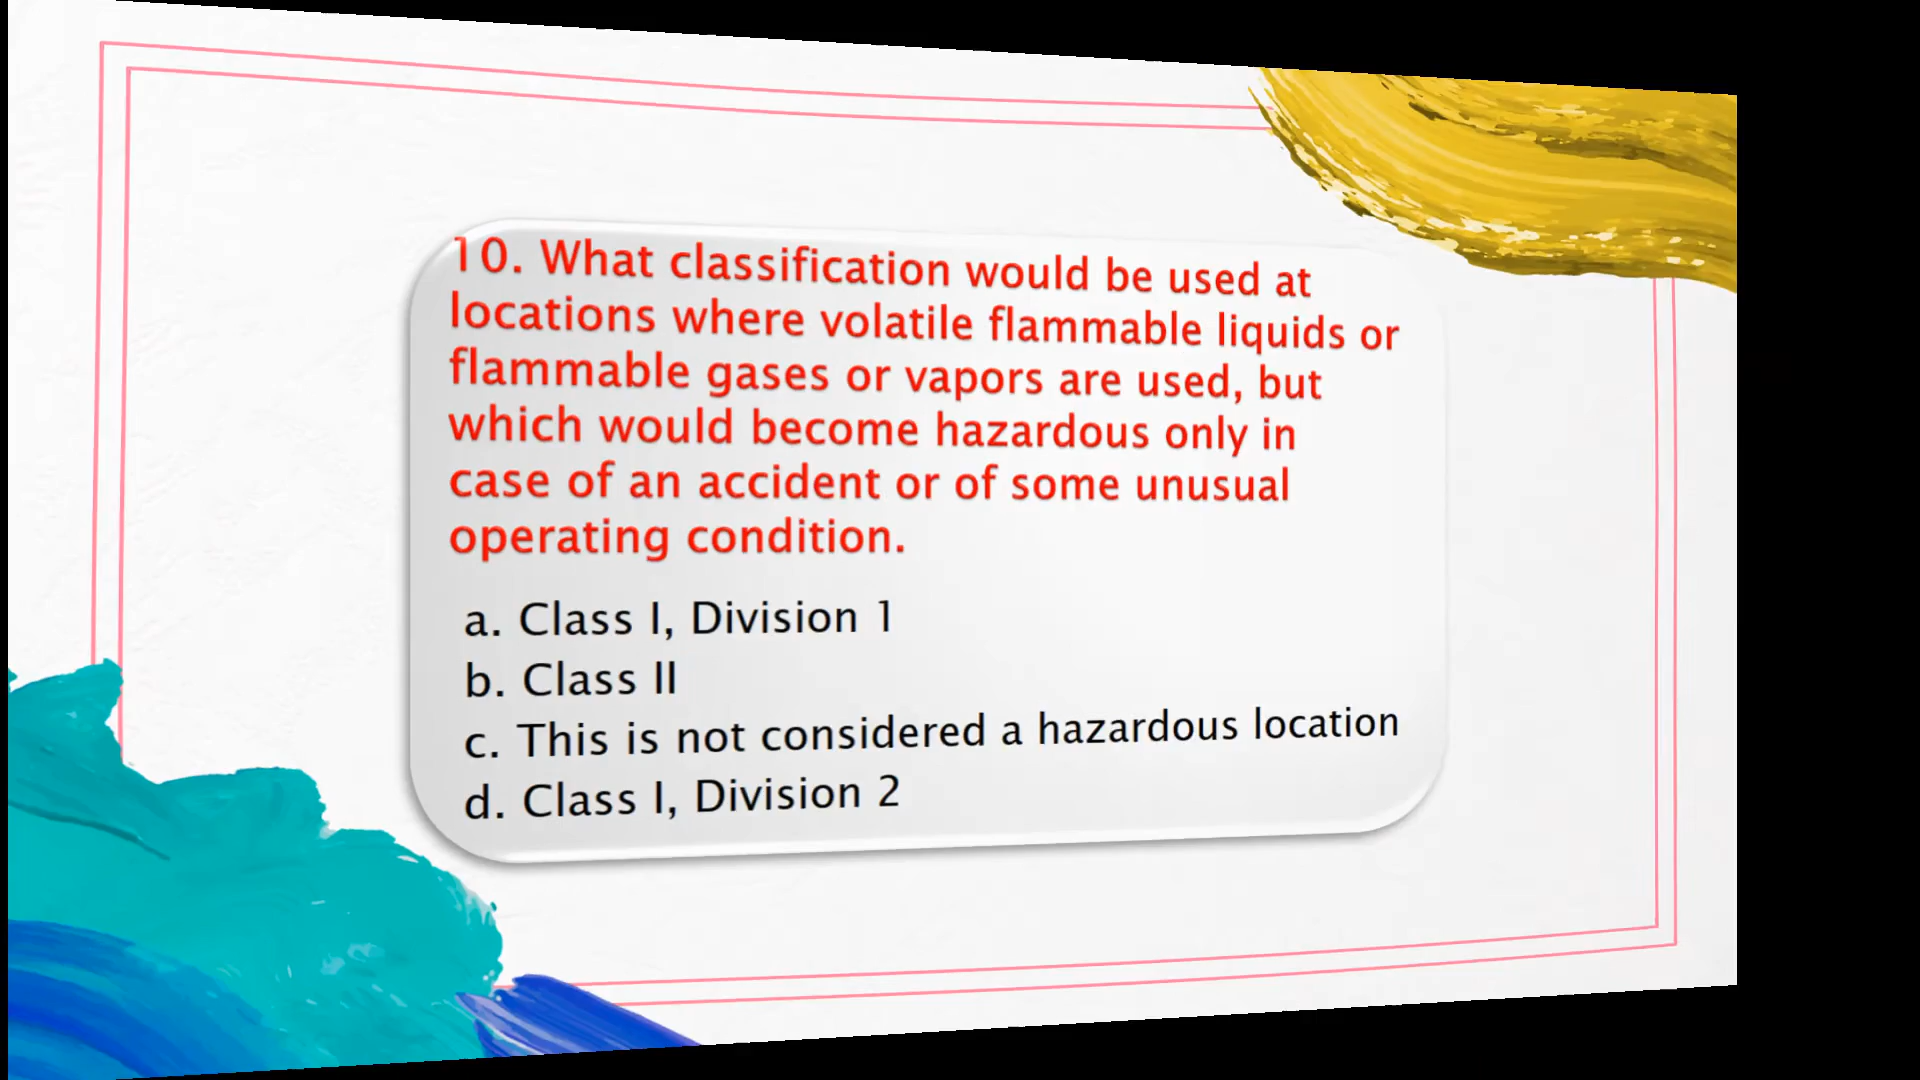 10. What classification would be used at
locations where volatile flammable liquids or
flammable gases or vapors are used, but
which would become hazardous only in
case of an accident or of some unusual
operating condition.
a. Class I, Division 1
b. Class II
c. This is not considered a hazardous location
d. Class I, Division 2